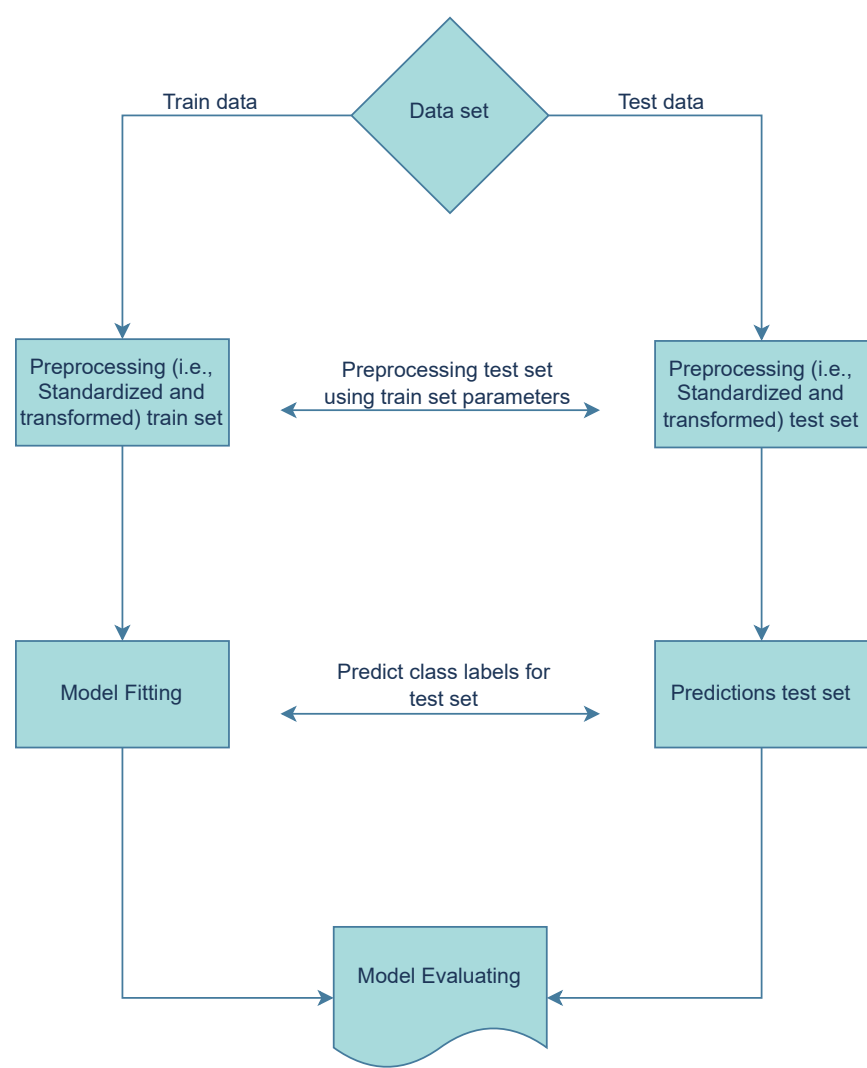 Data set
Train data
Test data
Preprocessing (i.e.,
Standardized and
transformed) train set
Preprocessing test set
using train set parameters
Preprocessing (i.e.,
Standardized and
transformed) test set
Model Fitting
Predict class labels for
test set
Predictions test set
Model Evaluating